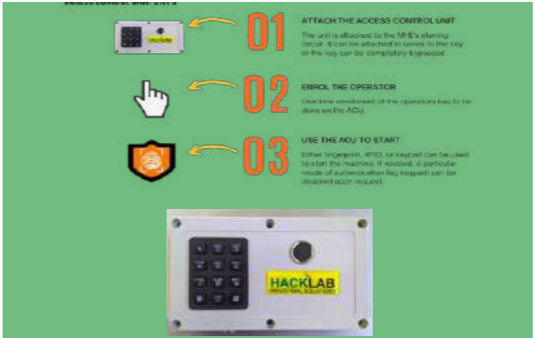 01
ATTACH THE ACCESS CONTROL UNIT
The unit is attached to the MHE's starting
circuit. It can be attached in series to the key
or the key can be completely bypassed
02
ENROL THE OPERATOR
One time enrolment of the operators has to be
done on the ACU.
03
USE THE ACU TO START
Either fingerprint, RFID, or keypad can be used
to start the machine. If needed, a particular
mode of authentication (eg keypad) can be
disabled upon request.
HACKLAB
INDUSTRIAL SOLUTIONS